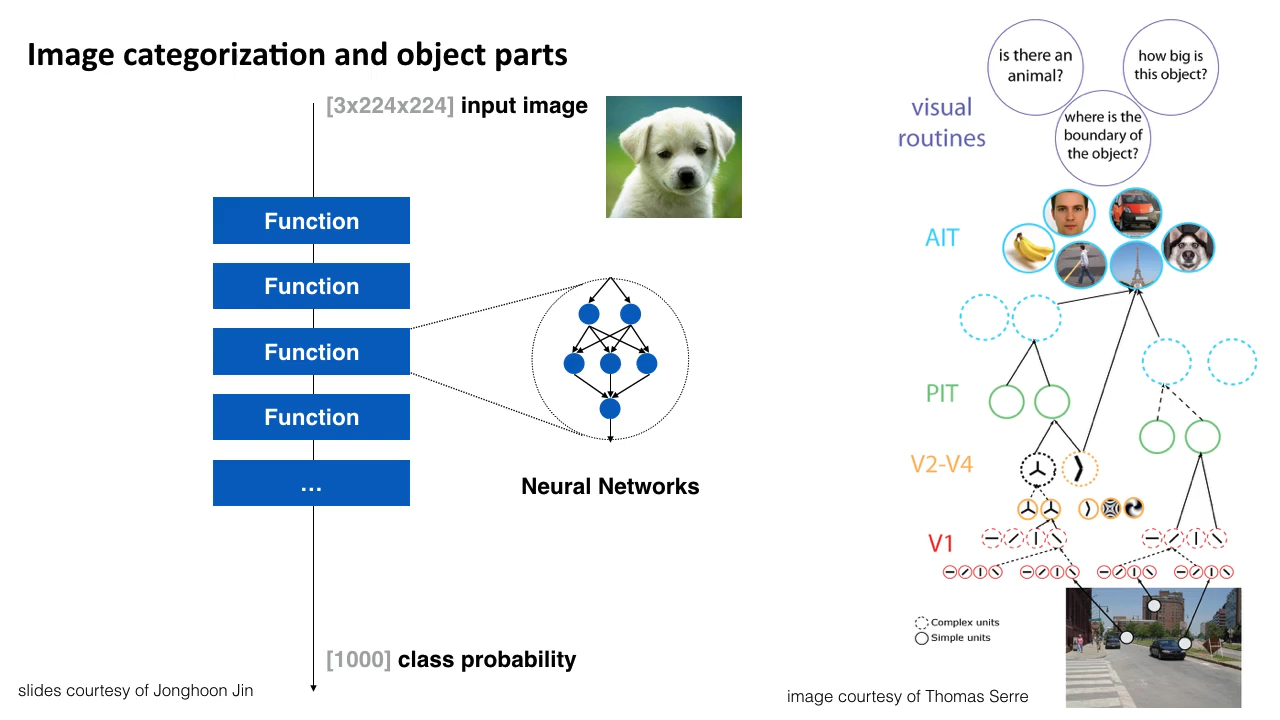 Image categorization and object parts
[3x224x224] input image
Function
Function
Function
Function
...
Neural Networks
[1000] class probability
slides courtesy of Jonghoon Jin
is there an
animal?
how big is
this object?
where is the
boundary of
the object?
visual
routines
AIT
PIT
V2-V4
V1
Complex units
Simple units
image courtesy of Thomas Serre